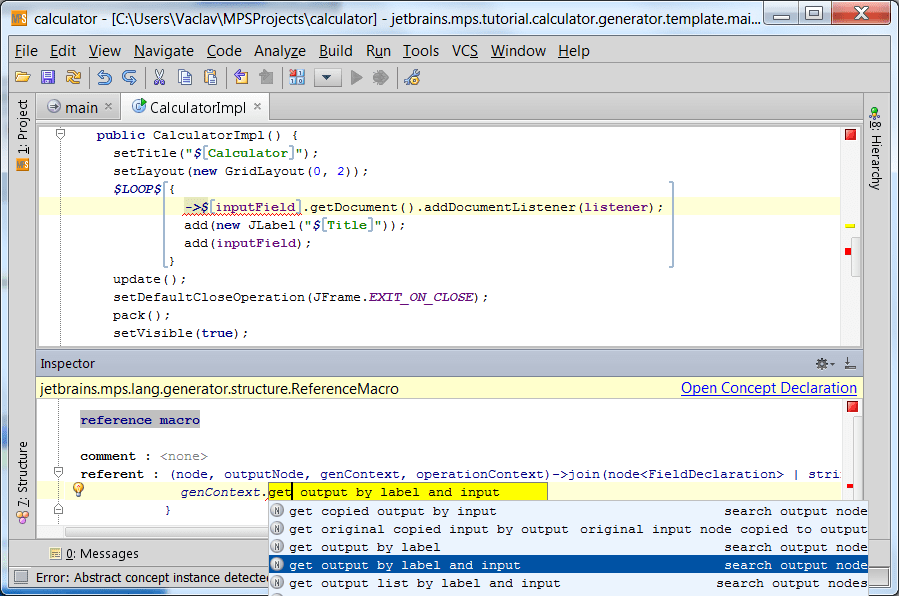 calculator - [C:\Users\Vaclav\MPSProjects\calculator] - jetbrains.mps.tutorial.calculator.generator.template.mai...
File Edit View Navigate Code Analyze Build Run Tools VCS Window Help
1: Project
main
CalculatorImpl
8: Hierarchy
public CalculatorImpl() {
setTitle("$[Calculator]");
setLayout(new GridLayout(0, 2));
$LOOP$ {
->$[inputField].getDocument().addDocumentListener(listener);
add(new JLabel("$[Title]"));
add(inputField);
}
update();
setDefaultCloseOperation(JFrame.EXIT_ON_CLOSE);
pack();
setVisible(true);
Inspector
jetbrains.mps.lang.generator.structure.ReferenceMacro Open Concept Declaration
7: Structure
reference macro
comment : <none>
referent : (node, outputNode, genContext, operationContext)->join(node<FieldDeclaration> | stri
genContext.get output by label and input
}
get copied output by input search output node
get original copied input by output original input node copied to output
get output by label search output node
get output by label and input search output node
get output list by label and input search output nodes
0: Messages
Error: Abstract concept instance detected